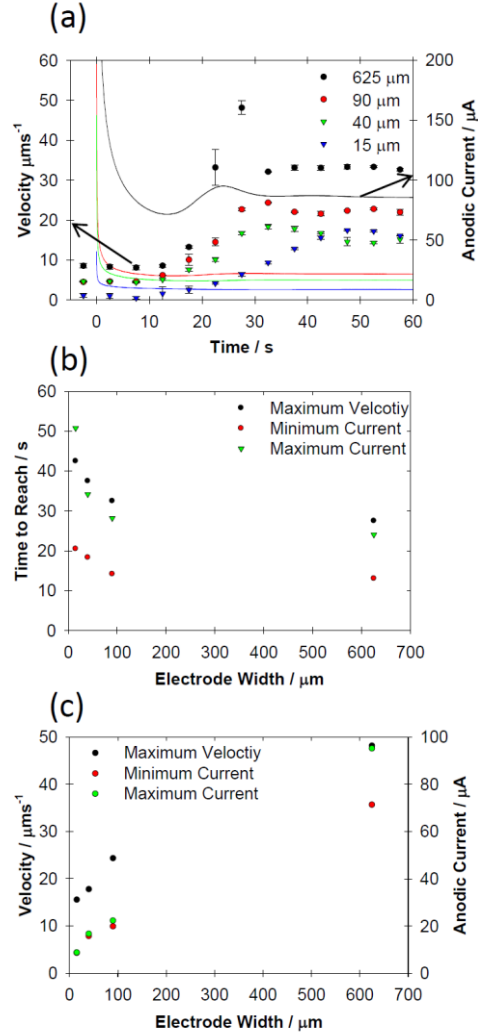 (a)
60
50
40
30
20
10
0
Velocity μms-1
200
150
100
50
0
Anodic Current / μA
625 μm
90 μm
40 μm
15 μm
0 10 20 30 40 50 60
Time / s
(b)
60
50
40
30
20
10
0
Time to Reach / s
Maximum Velcotiy
Minimum Current
Maximum Current
0 100 200 300 400 500 600 700
Electrode Width / μm
(c)
50
40
30
20
10
0
Velocity / μms-1
100
80
60
40
20
0
Anodic Current / μA
Maximum Veloctiy
Minimum Current
Maximum Current
0 100 200 300 400 500 600 700
Electrode Width / μm